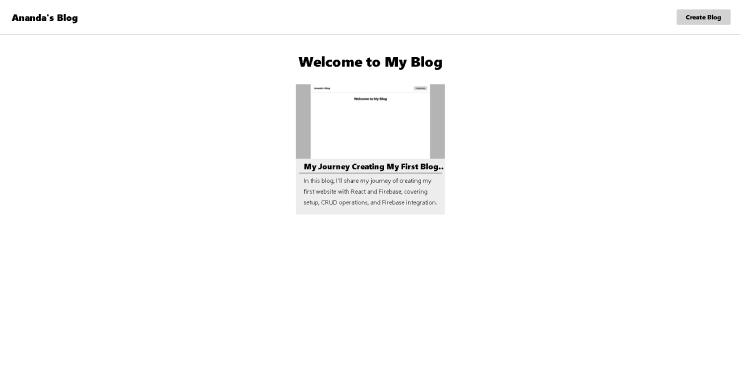 Ananda's Blog
Create Blog
Welcome to My Blog
Ananda's Blog
Welcome to My Blog
My Journey Creating My First Blog..
In this blog, I'll share my journey of creating my
first website with React and Firebase, covering
setup, CRUD operations, and Firebase integration.